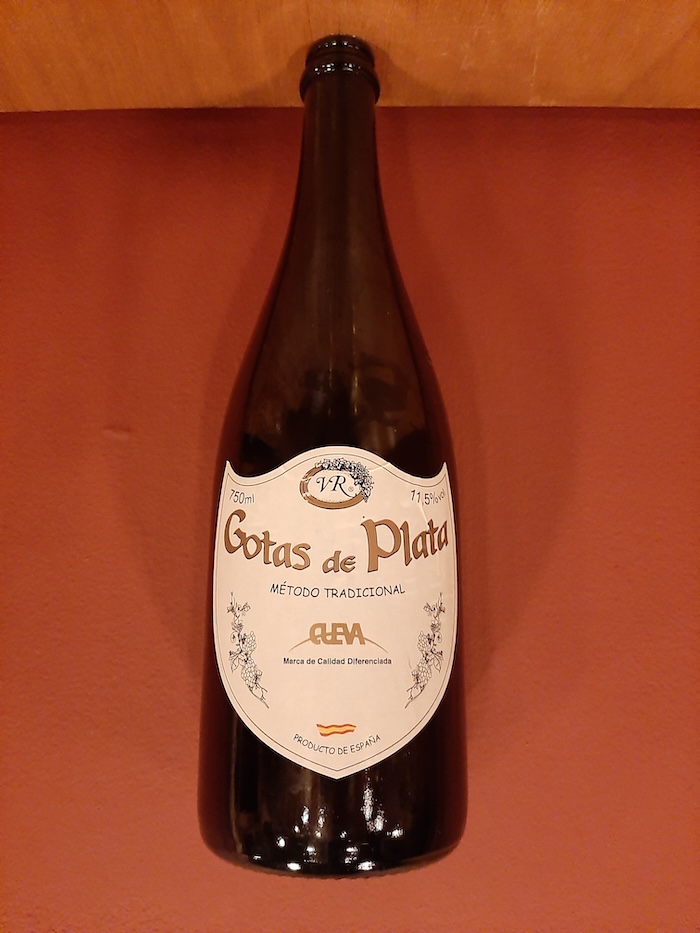 VR
750ml
11,5%vol
Gotas de Plata
MÉTODO TRADICIONAL
CUEVA
Marca de Calidad Diferenciada
PRODUCTO DE ESPAÑA